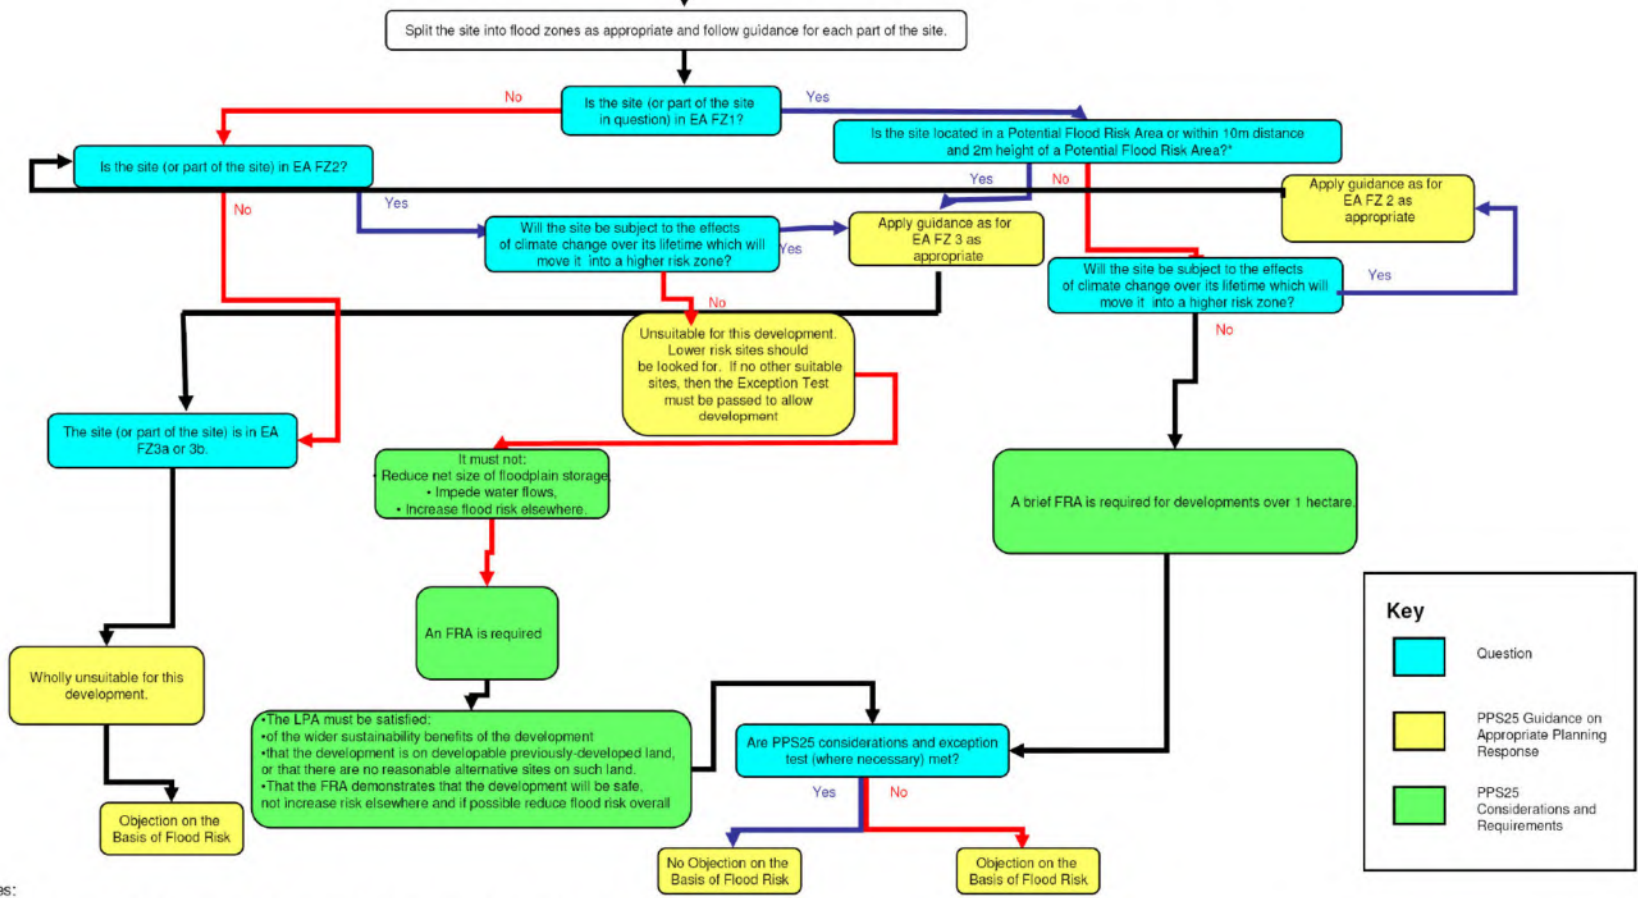 Split the site into flood zones as appropriate and follow guidance for each part of the site.
No
Is the site (or part of the site
in question) in EA FZ1?
Yes
Is the site located in a Potential Flood Risk Area or within 10m distance
and 2m height of a Potential Flood Risk Area?*
Is the site (or part of the site) in EA FZ2?
Yes
No
Apply guidance as for
EA FZ 2 as
appropriate
No
Yes
Will the site be subject to the effects
of climate change over its lifetime which will
move it into a higher risk zone?
Yes
Apply guidance as for
EA FZ 3 as
appropriate
Will the site be subject to the effects
of climate change over its lifetime which will
move it into a higher risk zone?
Yes
No
No
Unsuitable for this development.
Lower risk sites should
be looked for. If no other suitable
sites, then the Exception Test
must be passed to allow
development
The site (or part of the site) is in EA
FZ3a or 3b.
It must not:
• Reduce net size of floodplain storage,
• Impede water flows,
• Increase flood risk elsewhere.
A brief FRA is required for developments over 1 hectare.
An FRA is required
Wholly unsuitable for this
development.
•The LPA must be satisfied:
•of the wider sustainability benefits of the development
•that the development is on developable previously-developed land,
or that there are no reasonable alternative sites on such land.
•That the FRA demonstrates that the development will be safe,
not increase risk elsewhere and if possible reduce flood risk overall
Are PPS25 considerations and exception
test (where necessary) met?
Yes
No
Objection on the
Basis of Flood Risk
No Objection on the
Basis of Flood Risk
Objection on the
Basis of Flood Risk
Key
Question
PPS25 Guidance on
Appropriate Planning
Response
PPS25
Considerations and
Requirements
es: